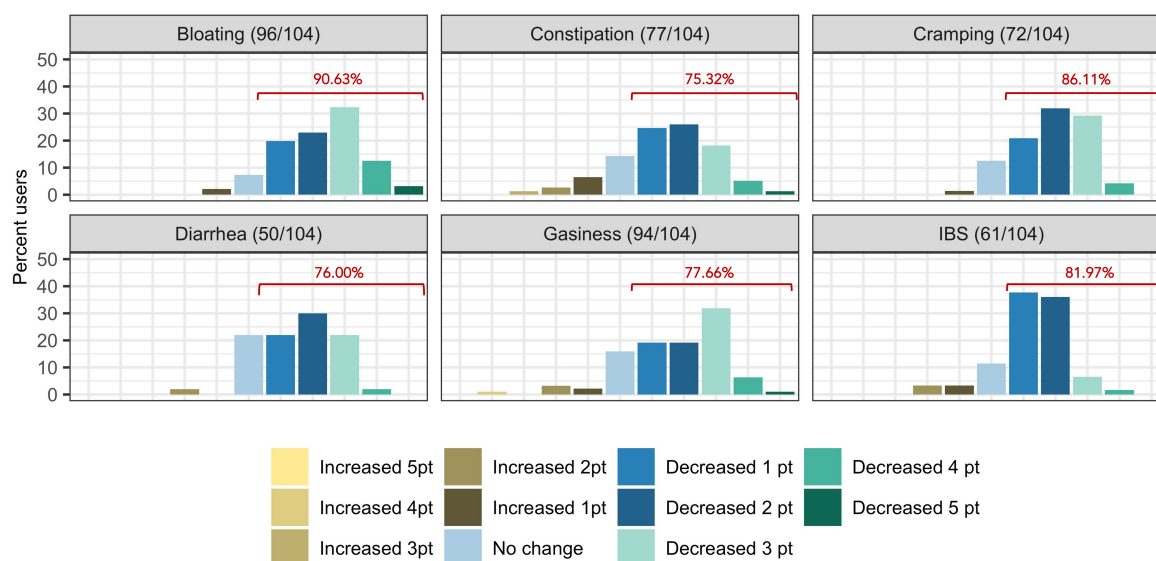 Bloating (96/104)
Constipation (77/104)
Cramping (72/104)
50
40
30
20
10
0
90.63%
75.32%
86.11%
Percent users
Diarrhea (50/104)
Gasiness (94/104)
IBS (61/104)
50
40
30
20
10
0
76.00%
77.66%
81.97%
Increased 5pt
Increased 2pt
Decreased 1 pt
Decreased 4 pt
Increased 4pt
Increased 1pt
Decreased 2 pt
Decreased 5 pt
Increased 3pt
No change
Decreased 3 pt